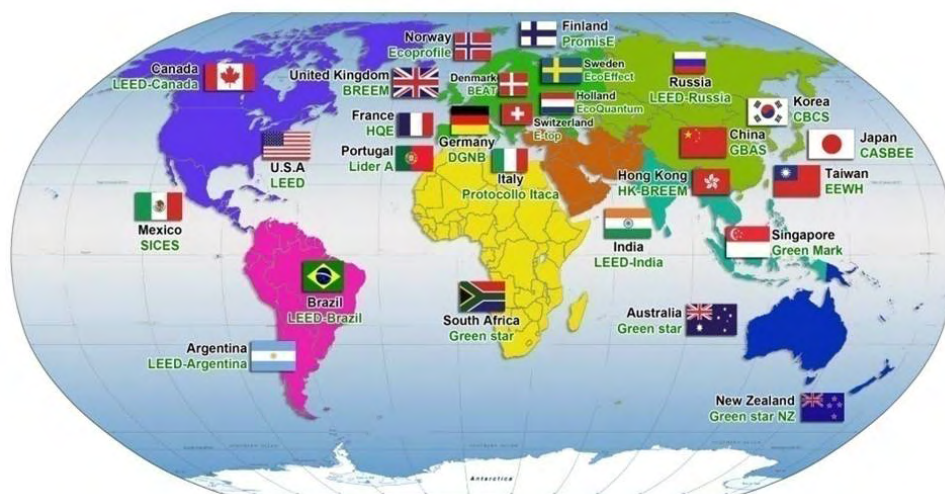 Finland
PromisE
Norway
Ecoprofile
Sweden
EcoEffect
Canada
LEED-Canada
United Kingdom
BREEM
Denmark
BEAT
Russia
LEED-Russia
Holland
EcoQuantum
Korea
CBCS
France
HQE
Switzerland
E-top
Germany
DGNB
China
GBAS
Japan
CASBEE
U.S.A
LEED
Portugal
Lider A
Italy
Protocollo Itaca
Hong Kong
HK-BREEM
Taiwan
EEWH
Mexico
SICES
India
LEED-India
Singapore
Green Mark
Brazil
LEED-Brazil
South Africa
Green star
Australia
Green star
Argentina
LEED-Argentina
New Zealand
Green star NZ
Antarctica